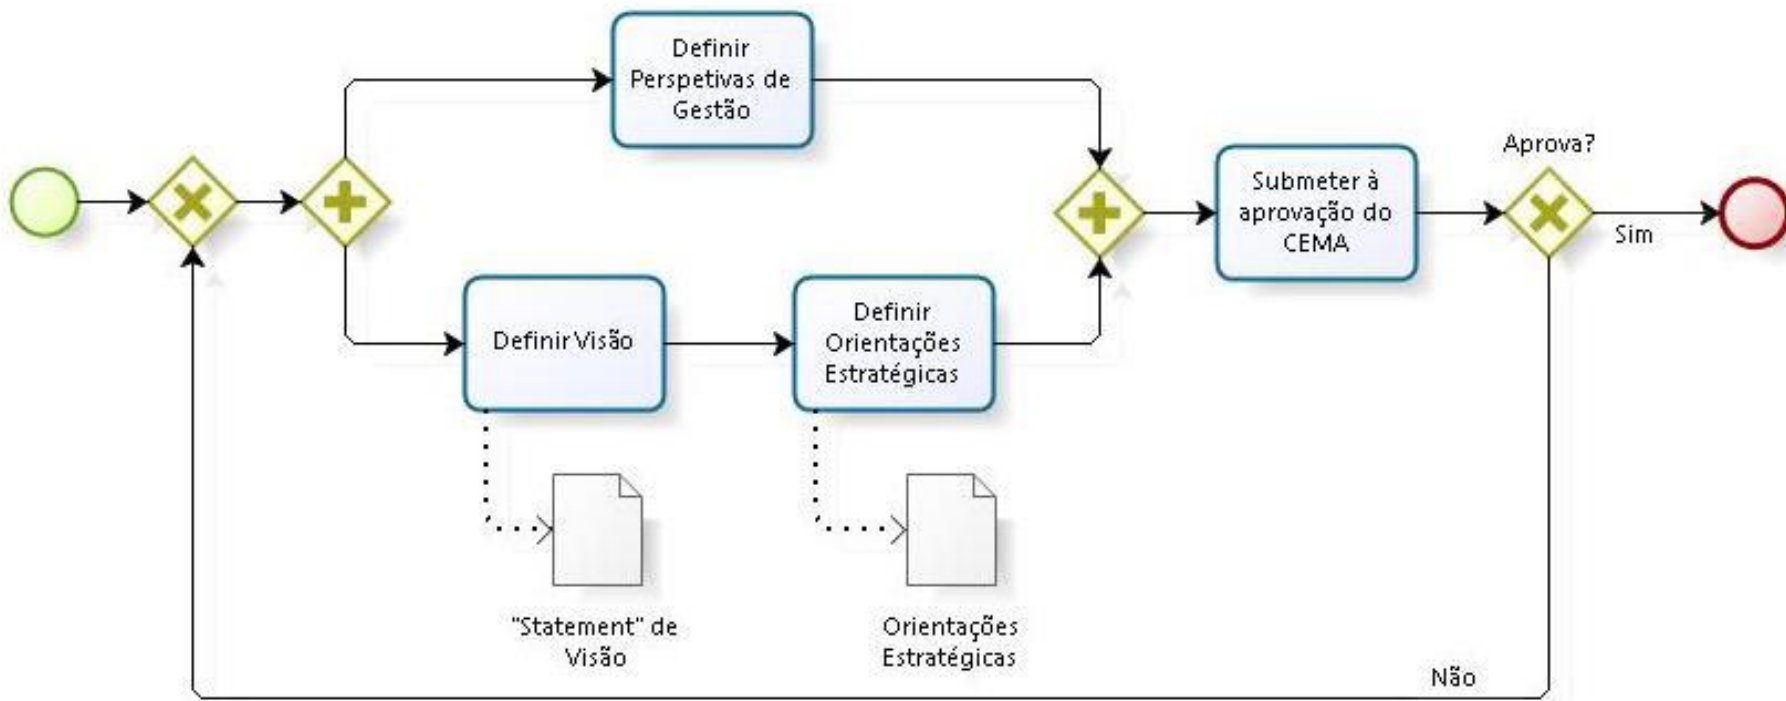 Definir
Perspetivas de
Gestão
Aprova?
Submeter à
aprovação do
CEMA
Sim
Definir Visão
Definir
Orientações
Estratégicas
"Statement" de
Visão
Orientações
Estratégicas
Não